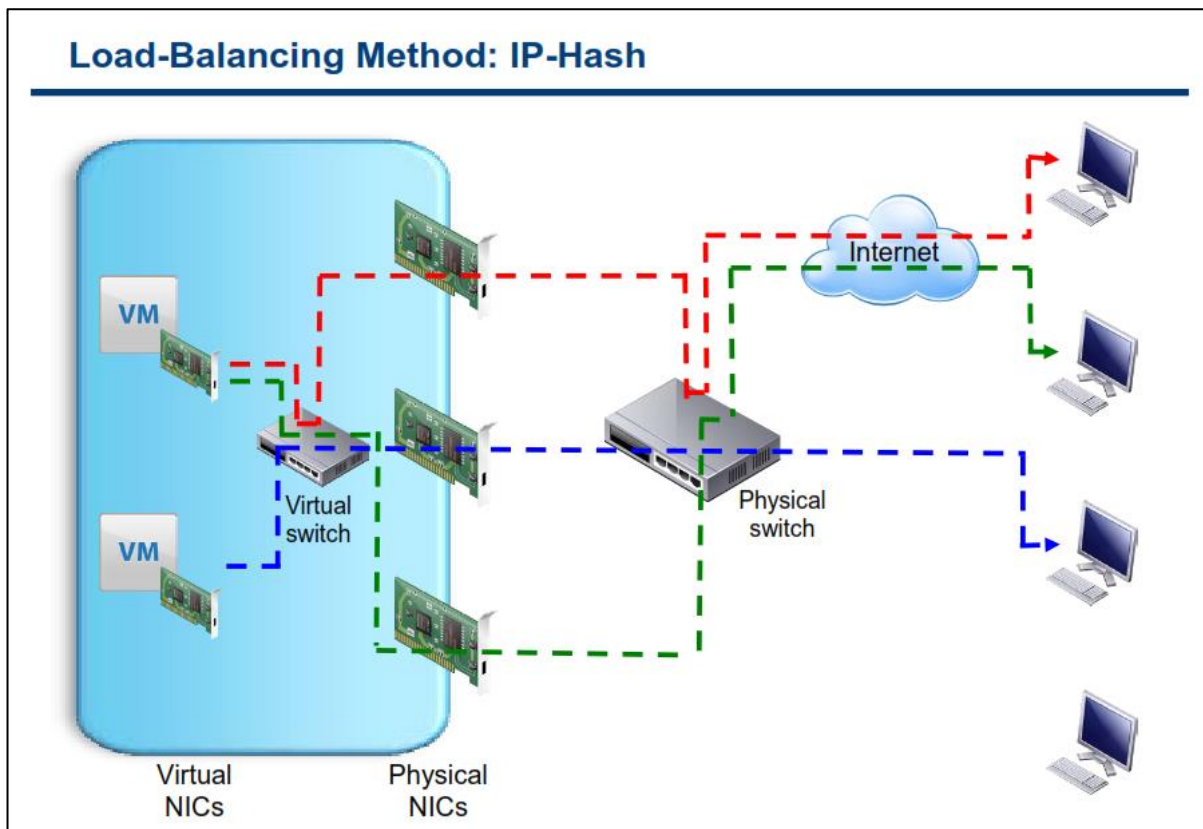 Load-Balancing Method: IP-Hash
Internet
VM
Virtual
switch
Physical
switch
VM
Virtual
NICs
Physical
NICs